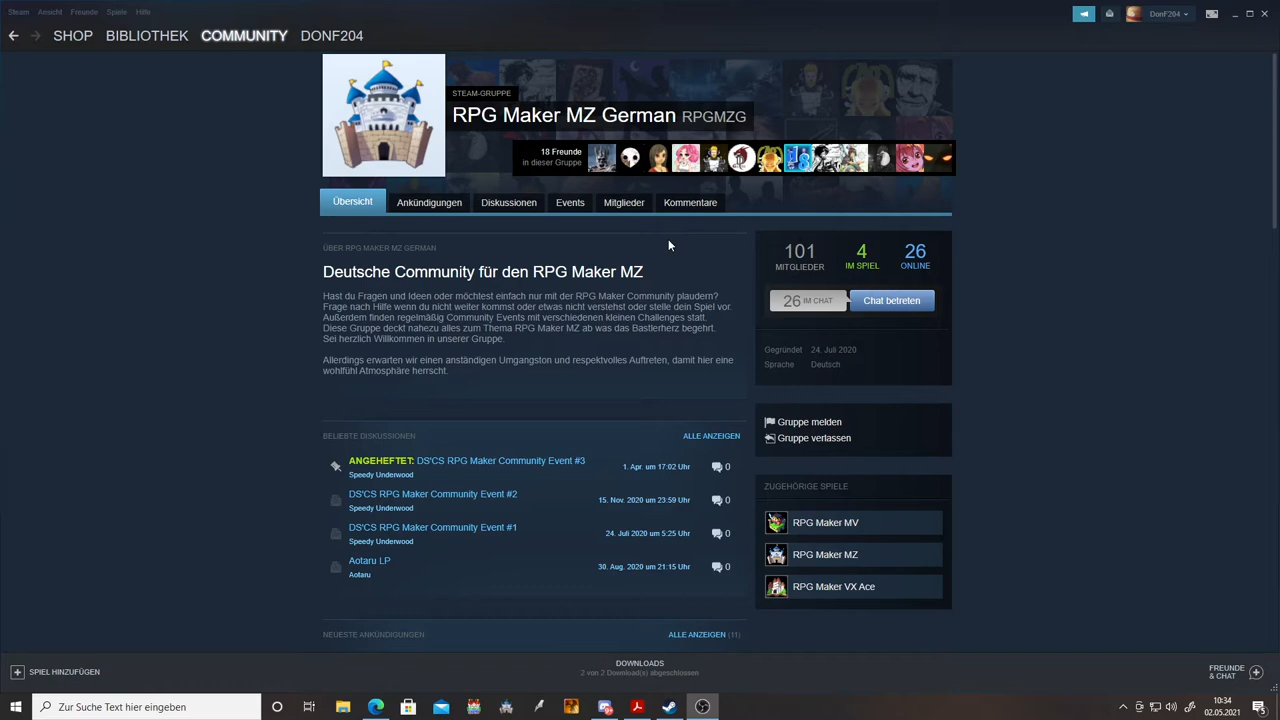 Steam Ansicht Freunde Spiele Hilfe
DonF204
SHOP BIBLIOTHEK COMMUNITY DONF204
STEAM-GRUPPE
RPG Maker MZ German RPGMZG
18 Freunde
in dieser Gruppe
Übersicht Ankündigungen Diskussionen Events Mitglieder Kommentare
ÜBER RPG MAKER MZ GERMAN
Deutsche Community für den RPG Maker MZ
Hast du Fragen und Ideen oder möchtest einfach nur mit der RPG Maker Community plaudern?
Frage nach Hilfe wenn du nicht weiter kommst oder etwas nicht verstehst oder stelle dein Spiel vor.
Außerdem finden regelmäßig Community Events mit verschiedenen kleinen Challenges statt.
Diese Gruppe deckt nahezu alles zum Thema RPG Maker MZ ab was das Bastlerherz begehrt.
Sei herzlich Willkommen in unserer Gruppe.
Allerdings erwarten wir einen anständigen Umgangston und respektvolles Auftreten, damit hier eine
wohlfühl Atmosphäre herrscht.
101 4 26
MITGLIEDER IM SPIEL ONLINE
26 IM CHAT Chat betreten
Gegründet 24. Juli 2020
Sprache Deutsch
Gruppe melden
Gruppe verlassen
BELIEBTE DISKUSSIONEN ALLE ANZEIGEN
ANGEHEFTET: DS'CS RPG Maker Community Event #3 1. Apr. um 17:02 Uhr 0
Speedy Underwood
DS'CS RPG Maker Community Event #2 15. Nov. 2020 um 23:59 Uhr 0
Speedy Underwood
DS'CS RPG Maker Community Event #1 24. Juli 2020 um 5:25 Uhr 0
Speedy Underwood
Aotaru LP 30. Aug. 2020 um 21:15 Uhr 0
Aotaru
ZUGEHÖRIGE SPIELE
RPG Maker MV
RPG Maker MZ
RPG Maker VX Ace
NEUESTE ANKÜNDIGUNGEN ALLE ANZEIGEN (11)
SPIEL HINZUFÜGEN
DOWNLOADS
2 von 2 Download(s) abgeschlossen
FREUNDE
& CHAT
Zur Suche Text hier eingeben
10:34
02.05.2021